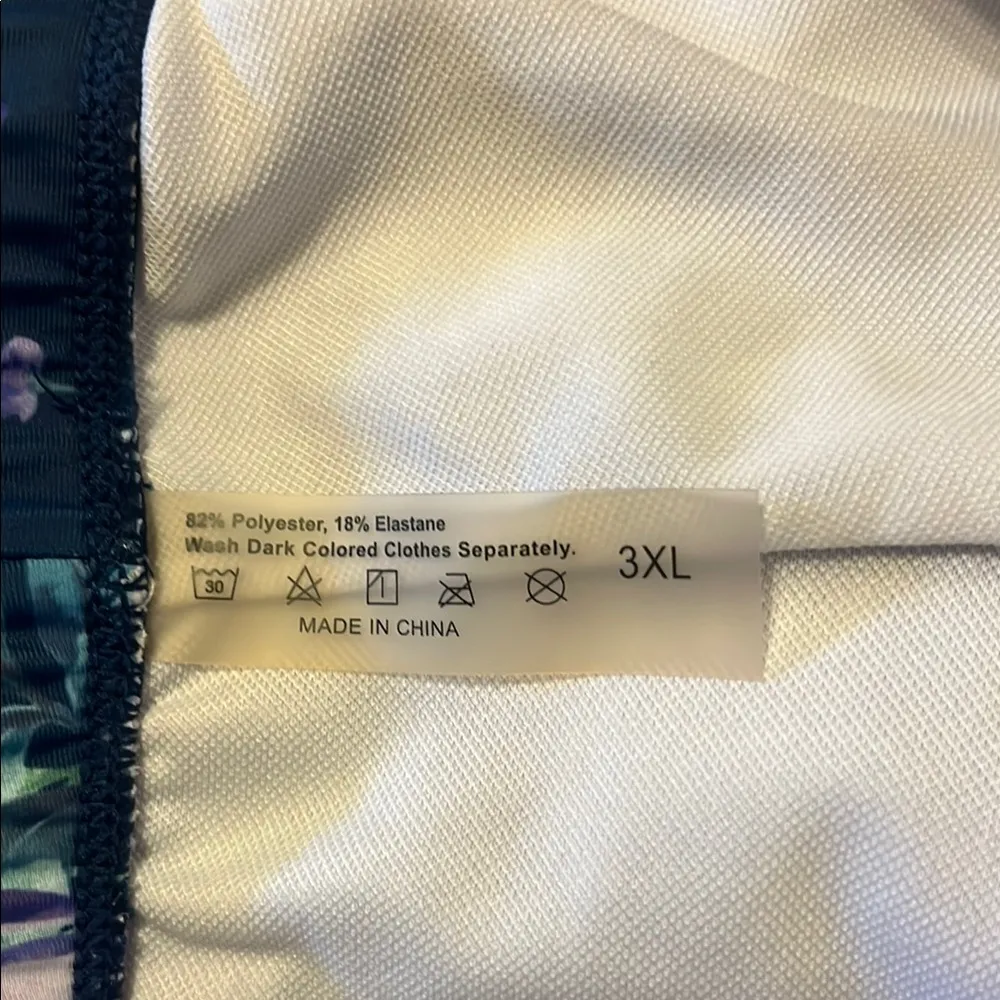 82% Polyester, 18% Elastane
Wash Dark Colored Clothes Separately.
30
3XL
MADE IN CHINA